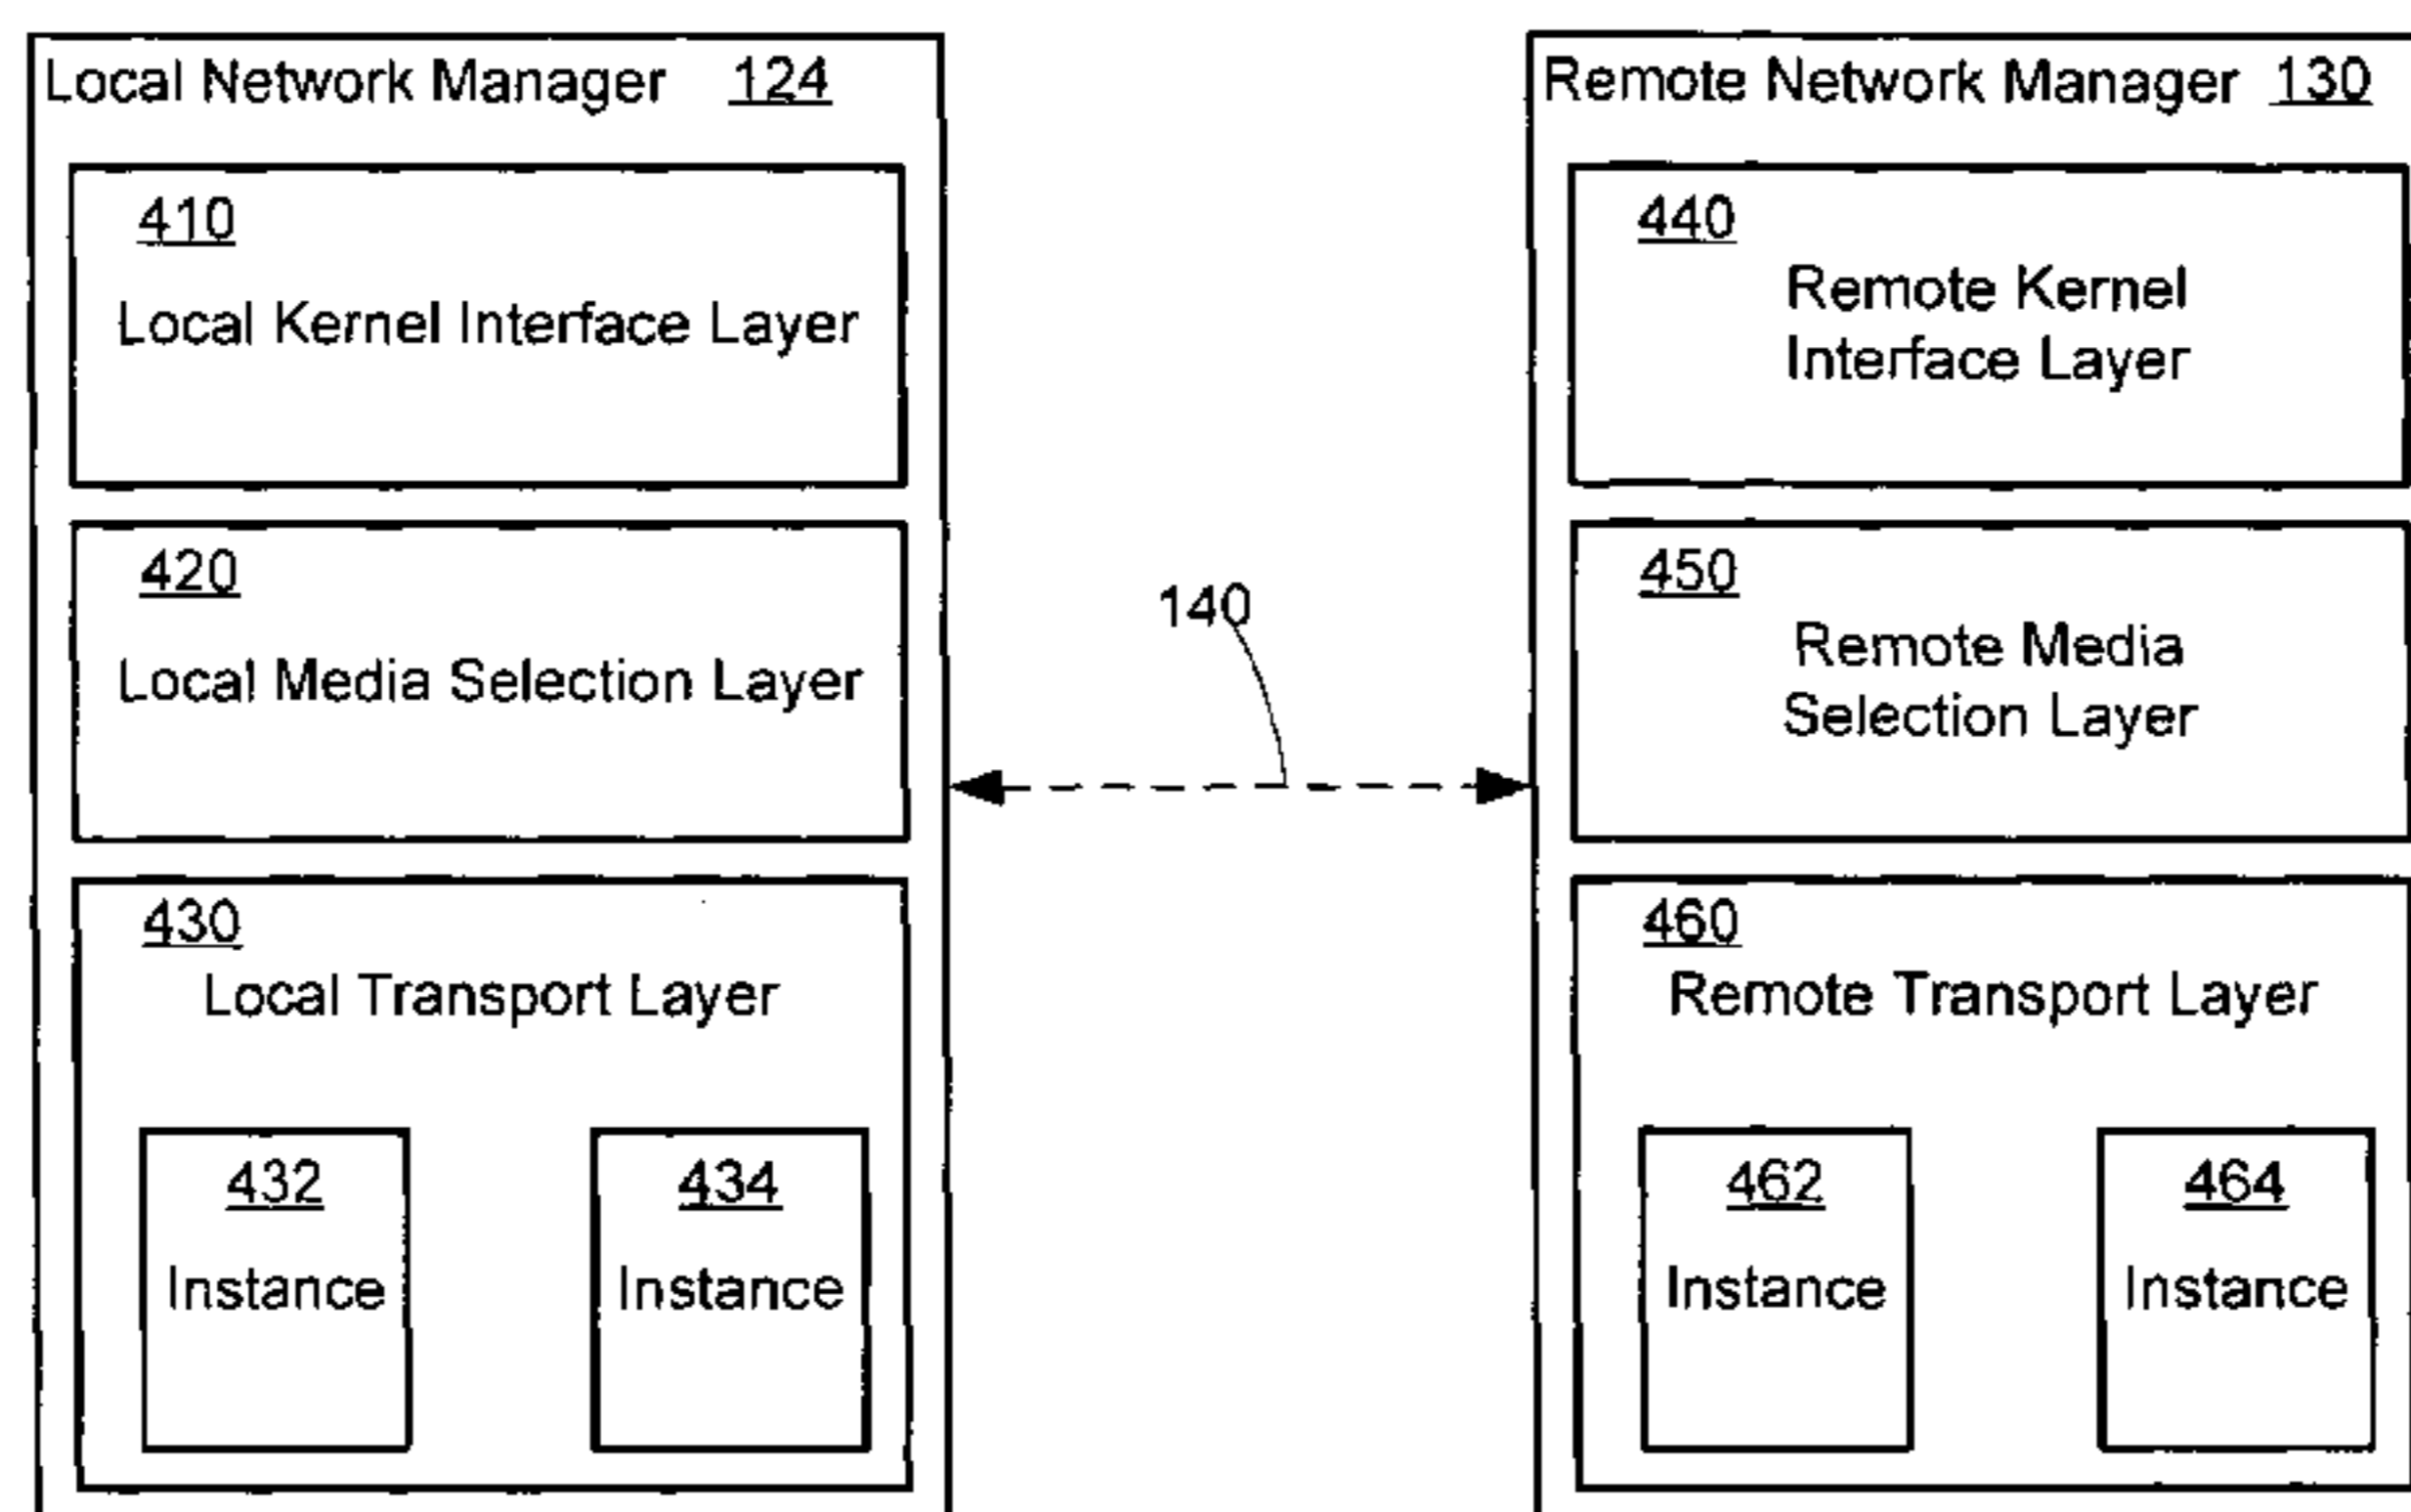 Local Network Manager 124
410
Local Kernel Interface Layer
420
Local Media Selection Layer
430
Local Transport Layer
432
Instance
434
Instance
140
Remote Network Manager 130
440
Remote Kernel
Interface Layer
450
Remote Media
Selection Layer
460
Remote Transport Layer
462
Instance
464
Instance